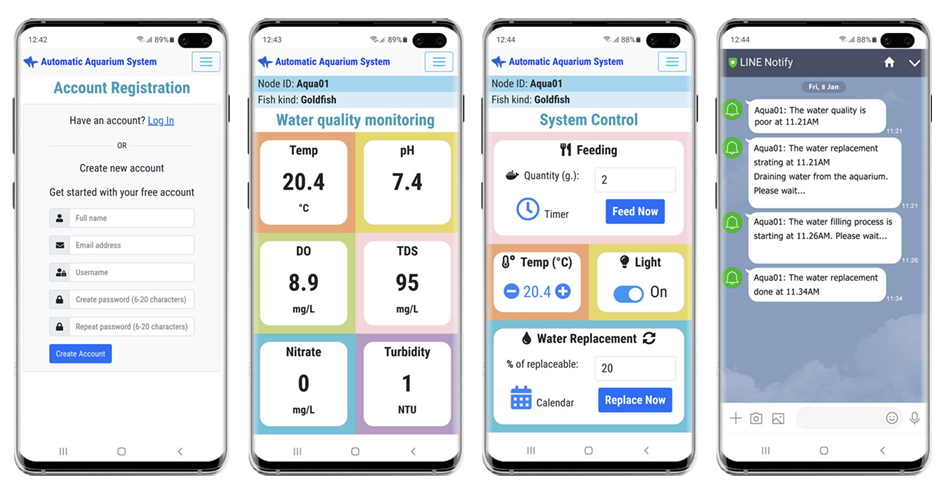 12:42
89%
Automatic Aquarium System
Account Registration
Have an account? Log In
OR
Create new account
Get started with your free account
Full name
Email address
Username
Create password (6-20 characters)
Repeat password (6-20 characters)
Create Account
12:43
89%
Automatic Aquarium System
Node ID: Aqua01
Fish kind: Goldfish
Water quality monitoring
Temp
20.4
°C
pH
7.4
DO
8.9
mg/L
TDS
95
mg/L
Nitrate
0
mg/L
Turbidity
1
NTU
12:44
88%
Automatic Aquarium System
Node ID: Aqua01
Fish kind: Goldfish
System Control
Feeding
Quantity (g.):
2
Timer
Feed Now
Temp (°C)
20.4
Light
On
Water Replacement
% of replaceable:
20
Calendar
Replace Now
12:44
88%
LINE Notify
Fri, 8 Jan
Aqua01: The water quality is
poor at 11.21AM
11:21
Aqua01: The water replacement
strating at 11.21AM
Draining water from the aquarium.
Please wait...
11:21
Aqua01: The water filling process is
starting at 11.26AM. Please wait...
11:26
Aqua01: The water replacement
done at 11.34AM
11:34